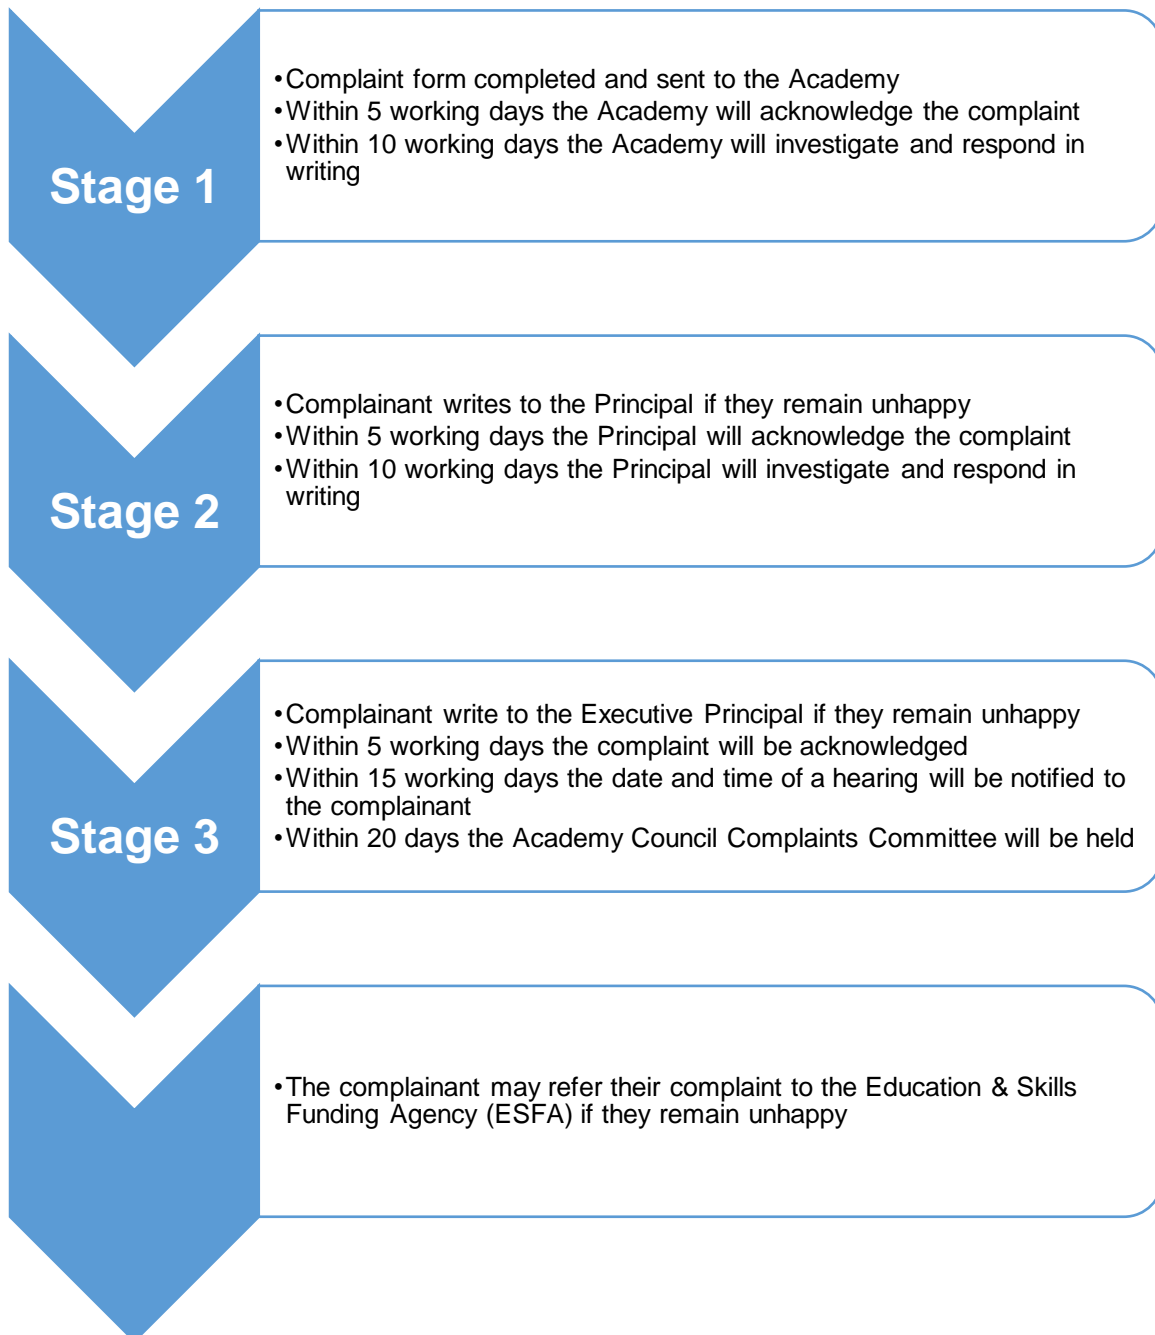 Stage 1
•Complaint form completed and sent to the Academy
•Within 5 working days the Academy will acknowledge the complaint
•Within 10 working days the Academy will investigate and respond in
writing
Stage 2
•Complainant writes to the Principal if they remain unhappy
•Within 5 working days the Principal will acknowledge the complaint
•Within 10 working days the Principal will investigate and respond in
writing
Stage 3
•Complainant write to the Executive Principal if they remain unhappy
•Within 5 working days the complaint will be acknowledged
•Within 15 working days the date and time of a hearing will be notified to
the complainant
•Within 20 days the Academy Council Complaints Committee will be held
•The complainant may refer their complaint to the Education & Skills
Funding Agency (ESFA) if they remain unhappy